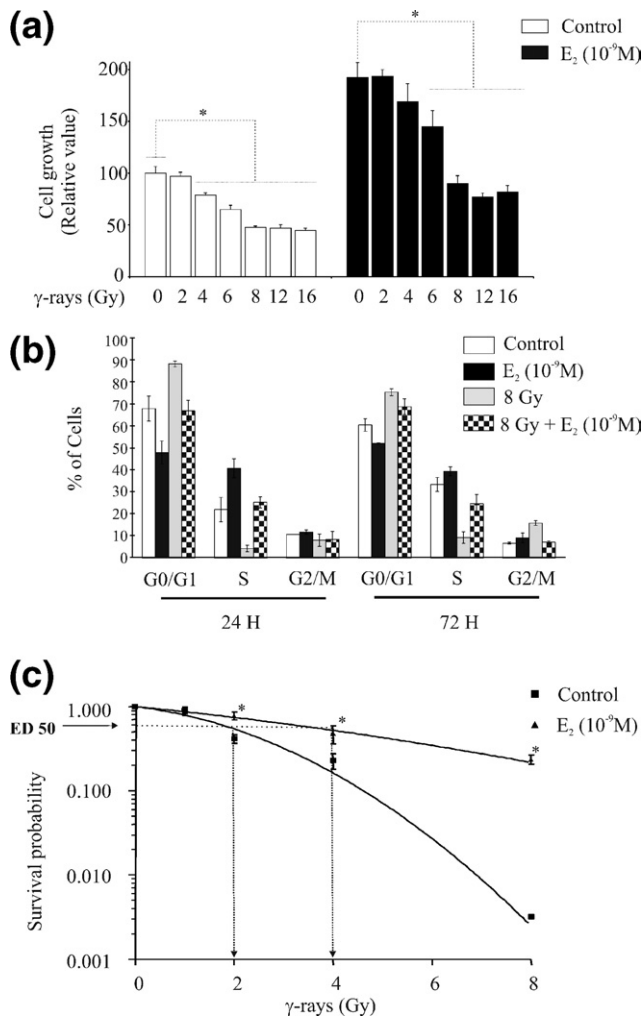 (a)
Control
E₂ (10⁻⁹M)
*
*
Cell growth
(Relative value)
200
150
100
50
0
γ-rays (Gy)
0 2 4 6 8 12 16
0 2 4 6 8 12 16
(b)
Control
E₂ (10⁻⁹M)
8 Gy
8 Gy + E₂ (10⁻⁹M)
% of Cells
100
90
80
70
60
50
40
30
20
10
0
G0/G1 S G2/M
G0/G1 S G2/M
24 H
72 H
(c)
Control
E₂ (10⁻⁹M)
ED 50
Survival probability
1.000
0.100
0.010
0.001
*
*
*
0 2 4 6 8
γ-rays (Gy)